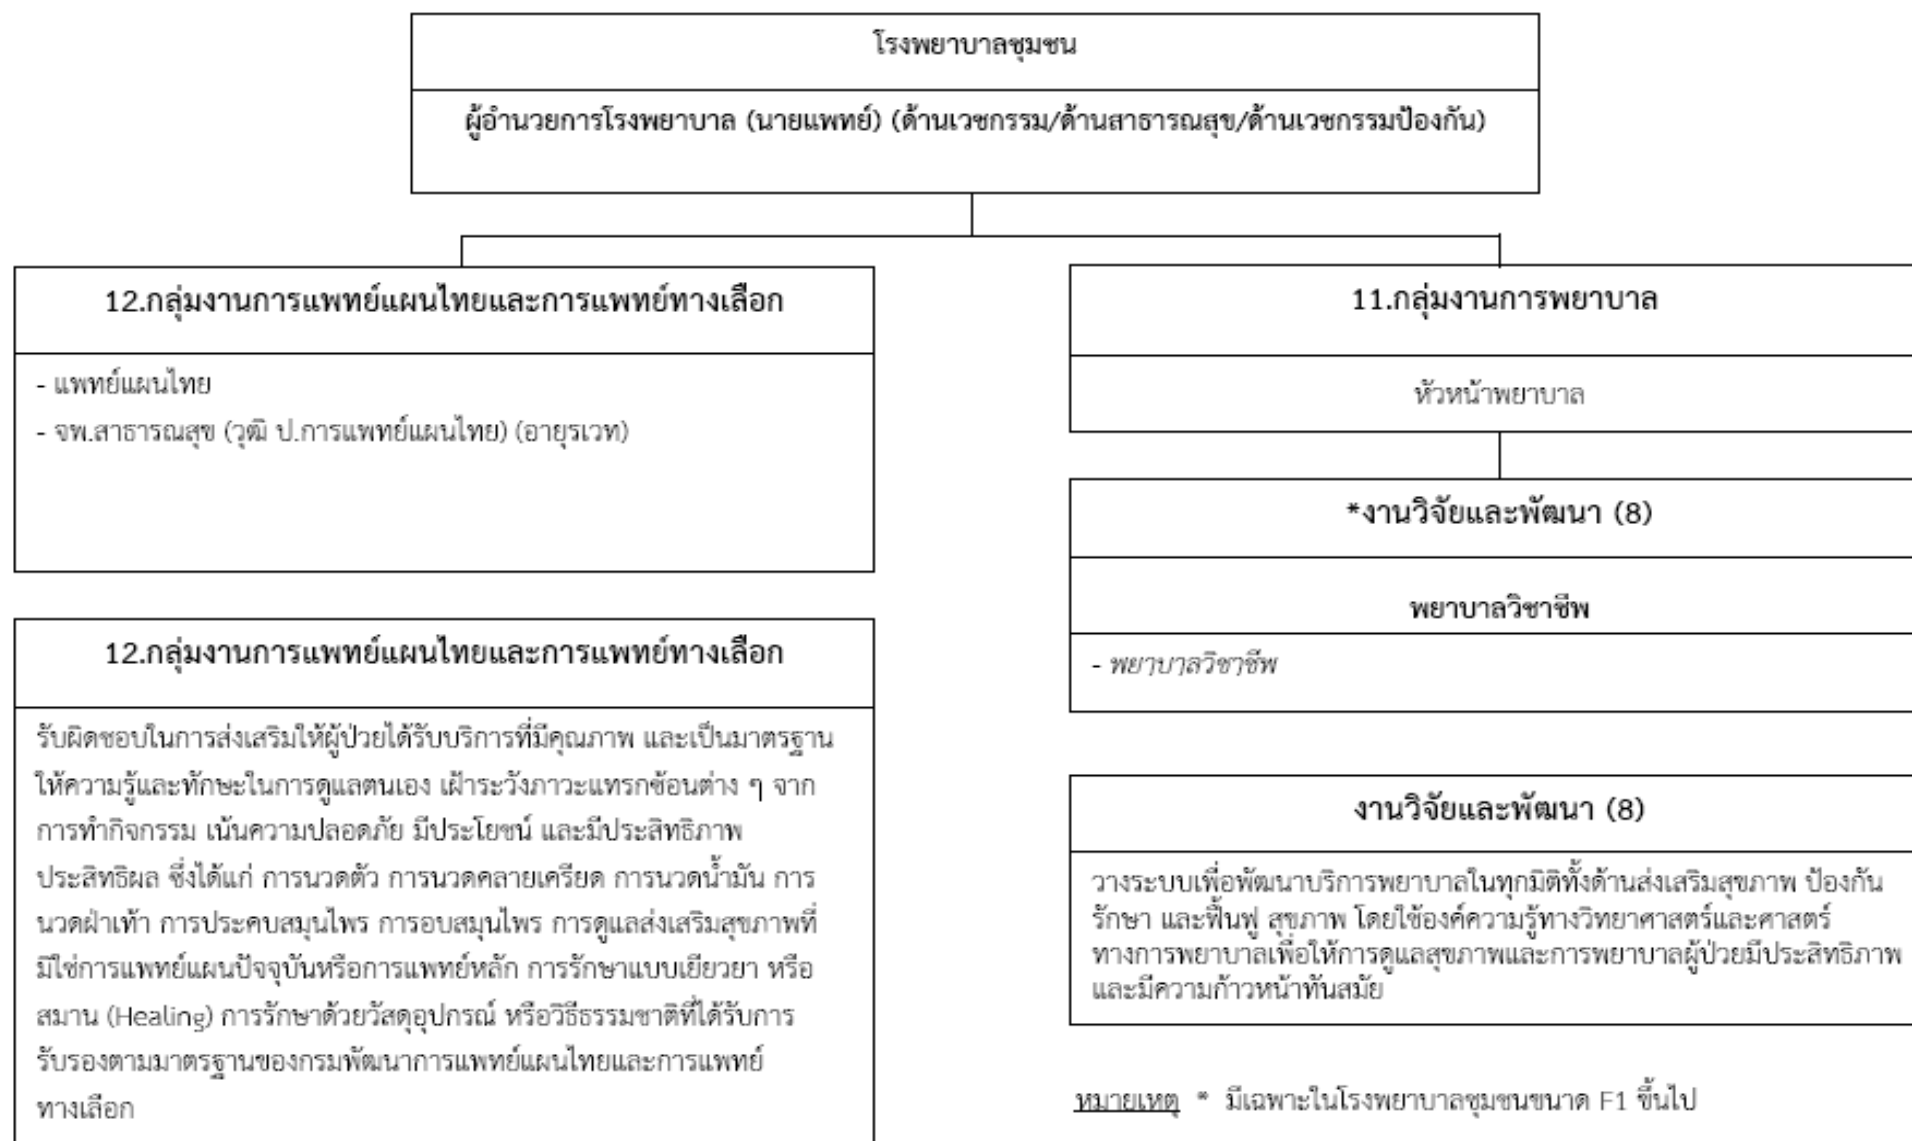 โรงพยาบาลชุมชน
ผู้อำนวยการโรงพยาบาล (นายแพทย์) (ด้านเวชกรรม/ด้านสาธารณสุข/ด้านเวชกรรมป้องกัน)
12.กลุ่มงานการแพทย์แผนไทยและการแพทย์ทางเลือก
- แพทย์แผนไทย
- จพ.สาธารณสุข (วุฒิ ป.การแพทย์แผนไทย) (อายุรเวท)
12.กลุ่มงานการแพทย์แผนไทยและการแพทย์ทางเลือก
รับผิดชอบในการส่งเสริมให้ผู้ป่วยได้รับบริการที่มีคุณภาพ และเป็นมาตรฐาน
ให้ความรู้และทักษะในการดูแลตนเอง เฝ้าระวังภาวะแทรกซ้อนต่าง ๆ จาก
การทำกิจกรรม เน้นความปลอดภัย มีประโยชน์ และมีประสิทธิภาพ
ประสิทธิผล ซึ่งได้แก่ การนวดตัว การนวดคลายเครียด การนวดน้ำมัน การ
นวดฝ่าเท้า การประคบสมุนไพร การอบสมุนไพร การดูแลส่งเสริมสุขภาพที่
มิใช่การแพทย์แผนปัจจุบันหรือการแพทย์หลัก การรักษาแบบเยียวยา หรือ
สมาน (Healing) การรักษาด้วยวัสดุอุปกรณ์ หรือวิธีธรรมชาติที่ได้รับการ
รับรองตามมาตรฐานของกรมพัฒนาการแพทย์แผนไทยและการแพทย์
ทางเลือก
11.กลุ่มงานการพยาบาล
หัวหน้าพยาบาล
*งานวิจัยและพัฒนา (8)
พยาบาลวิชาชีพ
- พยาบาลวิชาชีพ
งานวิจัยและพัฒนา (8)
วางระบบเพื่อพัฒนาบริการพยาบาลในทุกมิติทั้งด้านส่งเสริมสุขภาพ ป้องกัน
รักษา และฟื้นฟู สุขภาพ โดยใช้องค์ความรู้ทางวิทยาศาสตร์และศาสตร์
ทางการพยาบาลเพื่อให้การดูแลสุขภาพและการพยาบาลผู้ป่วยมีประสิทธิภาพ
และมีความก้าวหน้าทันสมัย
หมายเหตุ * มีเฉพาะในโรงพยาบาลชุมชนขนาด F1 ขึ้นไป